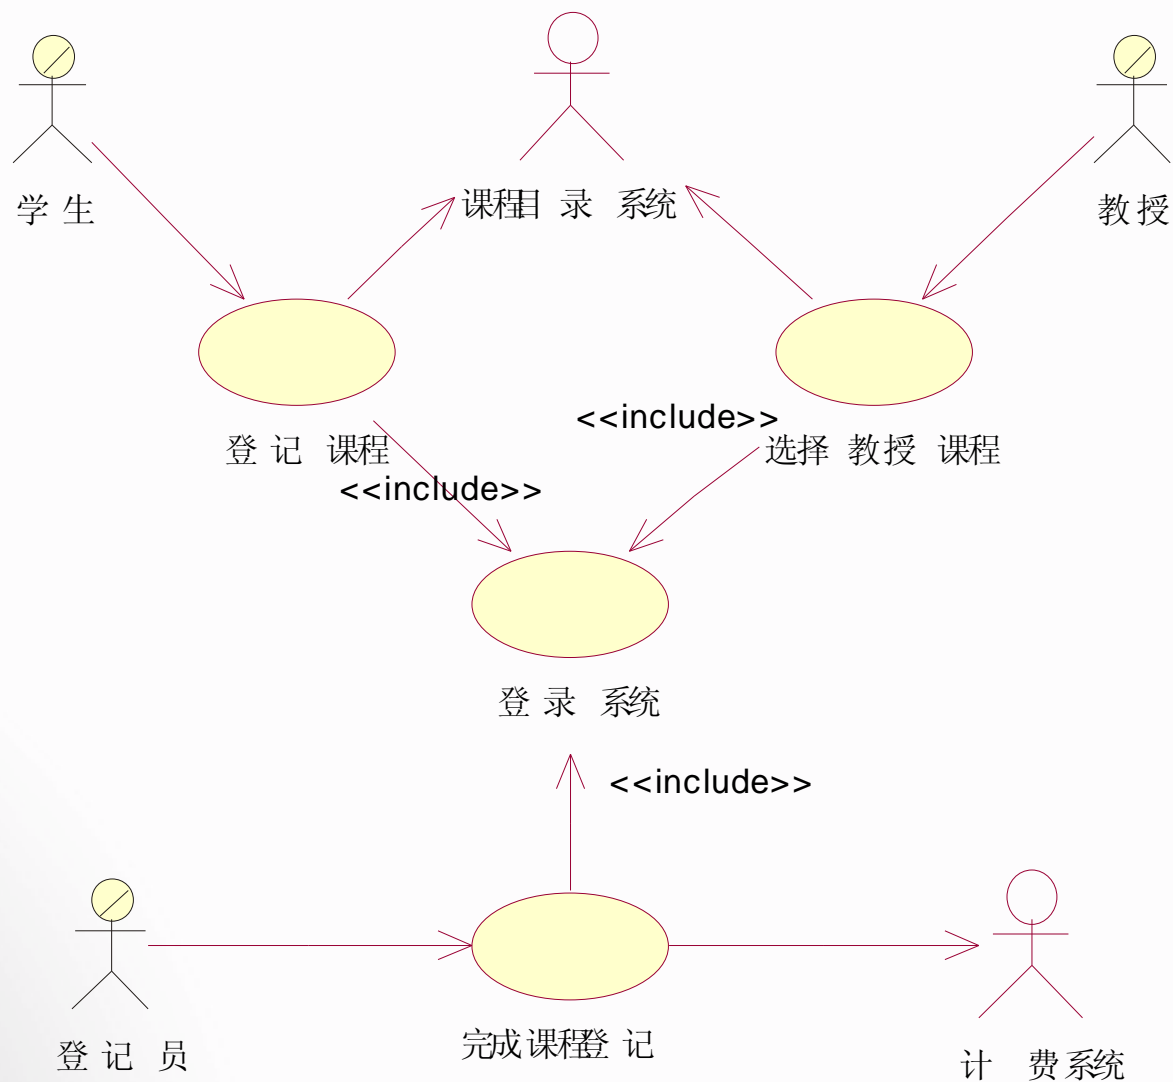 学生
课程目录 系统
教授
<<include>>
登记 课程
选择 教授 课程
<<include>>
登录 系统
<<include>>
完成课程登记
登记 员
计 费系统